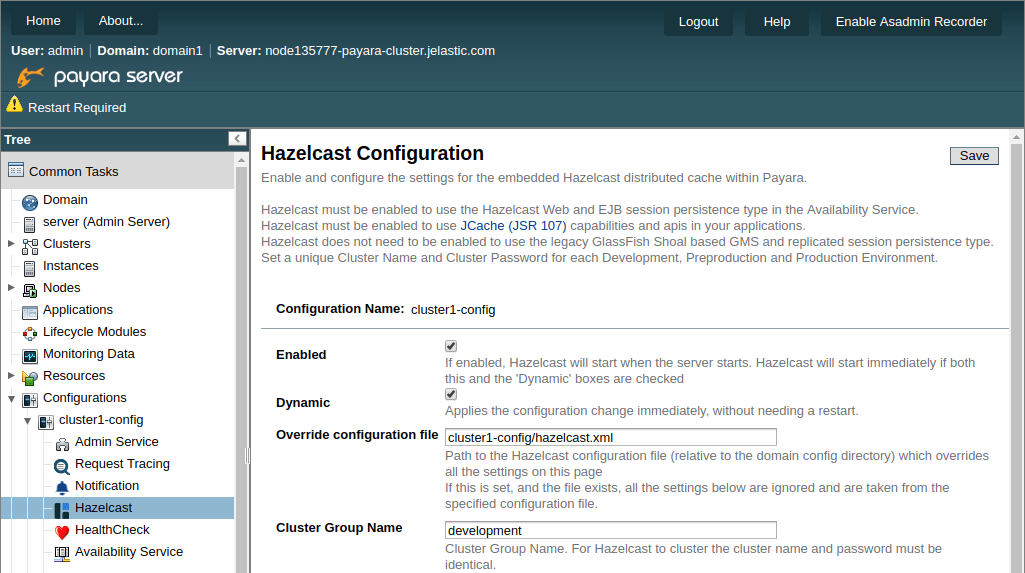 Home About... Logout Help Enable Asadmin Recorder
User: admin Domain: domain1 Server: node135777-payara-cluster.jelastic.com
payara server
Restart Required
Tree
Common Tasks
Domain
server (Admin Server)
Clusters
Instances
Nodes
Applications
Lifecycle Modules
Monitoring Data
Resources
Configurations
cluster1-config
Admin Service
Request Tracing
Notification
Hazelcast
HealthCheck
Availability Service
Hazelcast Configuration
Save
Enable and configure the settings for the embedded Hazelcast distributed cache within Payara.
Hazelcast must be enabled to use the Hazelcast Web and EJB session persistence type in the Availability Service.
Hazelcast must be enabled to use JCache (JSR 107) capabilities and apis in your applications.
Hazelcast does not need to be enabled to use the legacy GlassFish Shoal based GMS and replicated session persistence type.
Set a unique Cluster Name and Cluster Password for each Development, Preproduction and Production Environment.
Configuration Name: cluster1-config
Enabled
If enabled, Hazelcast will start when the server starts. Hazelcast will start immediately if both
this and the 'Dynamic' boxes are checked
Dynamic
Applies the configuration change immediately, without needing a restart.
Override configuration file cluster1-config/hazelcast.xml
Path to the Hazelcast configuration file (relative to the domain config directory) which overrides
all the settings on this page
If this is set, and the file exists, all the settings below are ignored and are taken from the
specified configuration file.
Cluster Group Name development
Cluster Group Name. For Hazelcast to cluster the cluster name and password must be
identical.